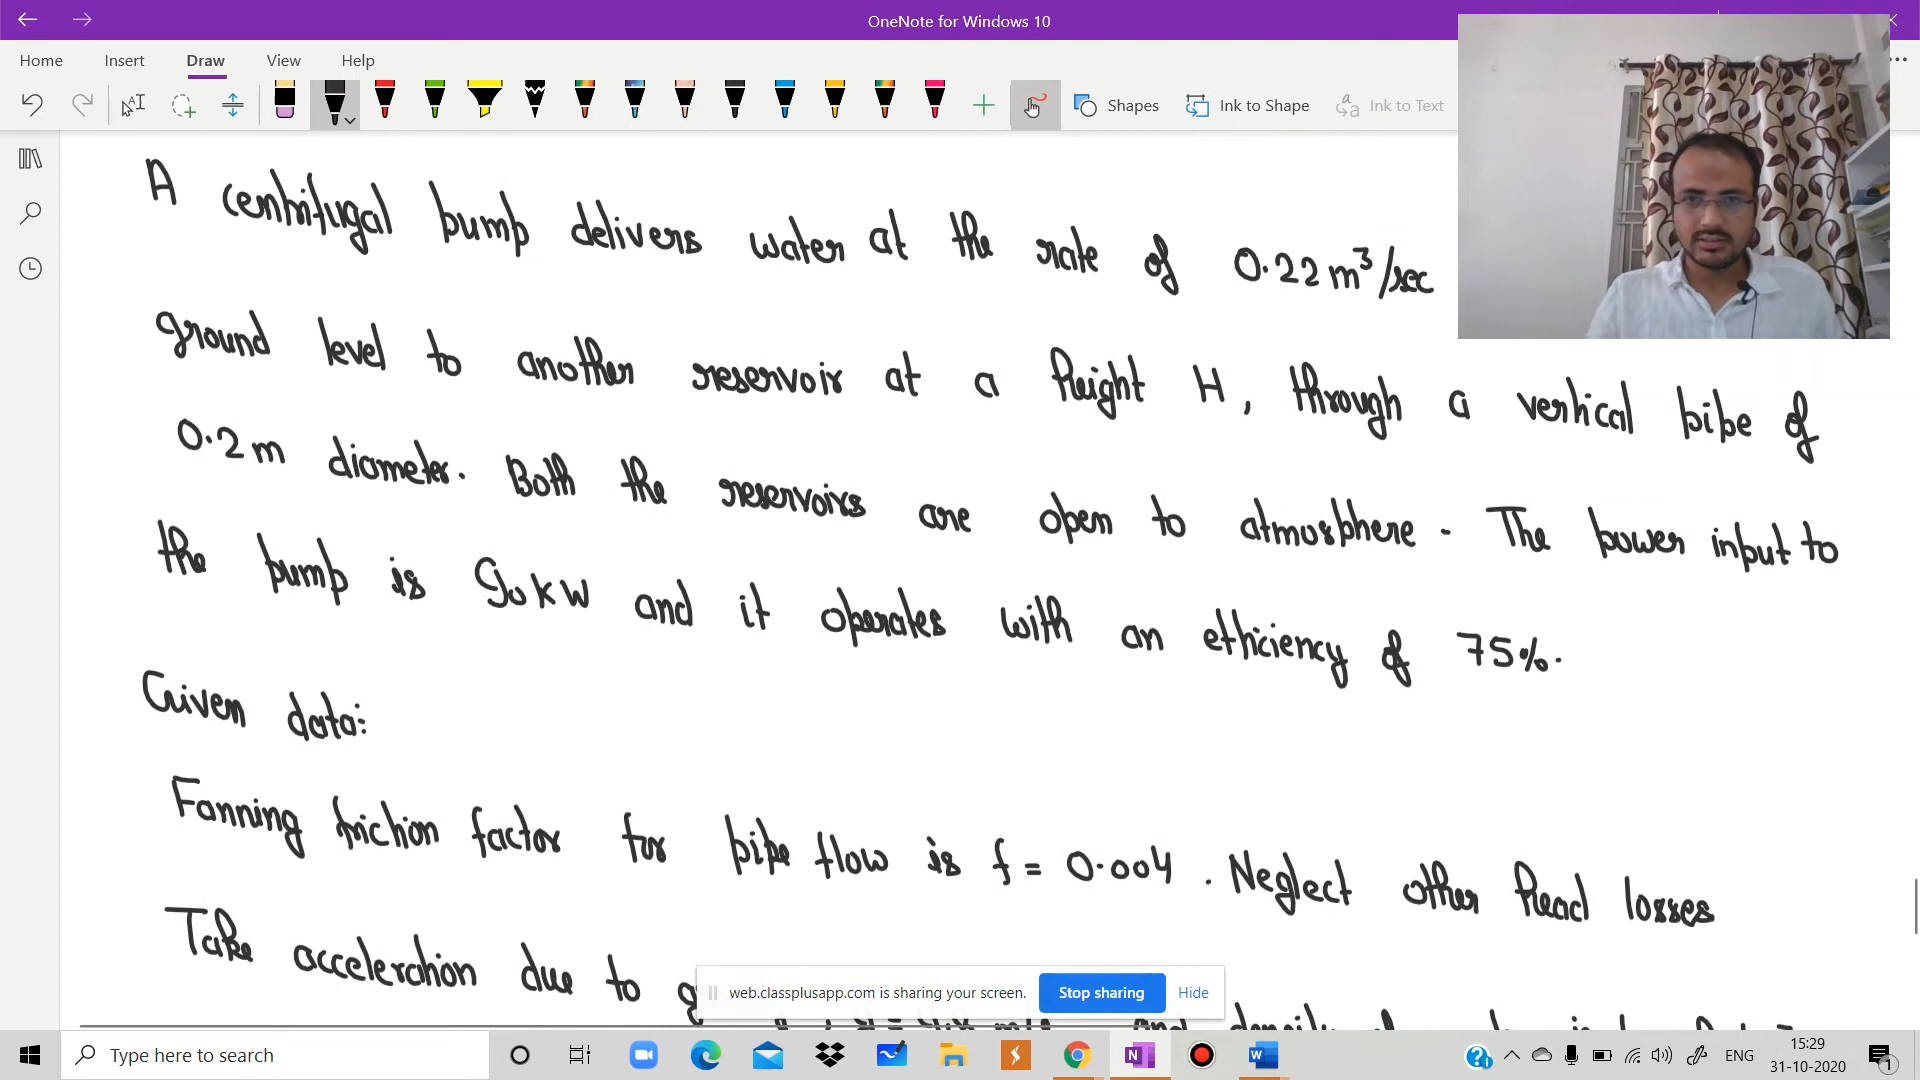 OneNote for Windows 10
Home Insert Draw View Help
Shapes Ink to Shape Ink to Text
A centrifugal pump delivers water at the rate of 0.22 m³/sec
ground level to another reservoir at a height H, through a vertical pipe of
0.2 m diameter. Both the reservoirs are open to atmosphere. The power input to
the pump is 90 kW and it operates with an efficiency of 75%.
Given data:
Fanning friction factor for pipe flow is f = 0.004. Neglect other head losses
Take acceleration due to
web.classplusapp.com is sharing your screen. Stop sharing Hide
Type here to search
ENG
15:29
31-10-2020
1